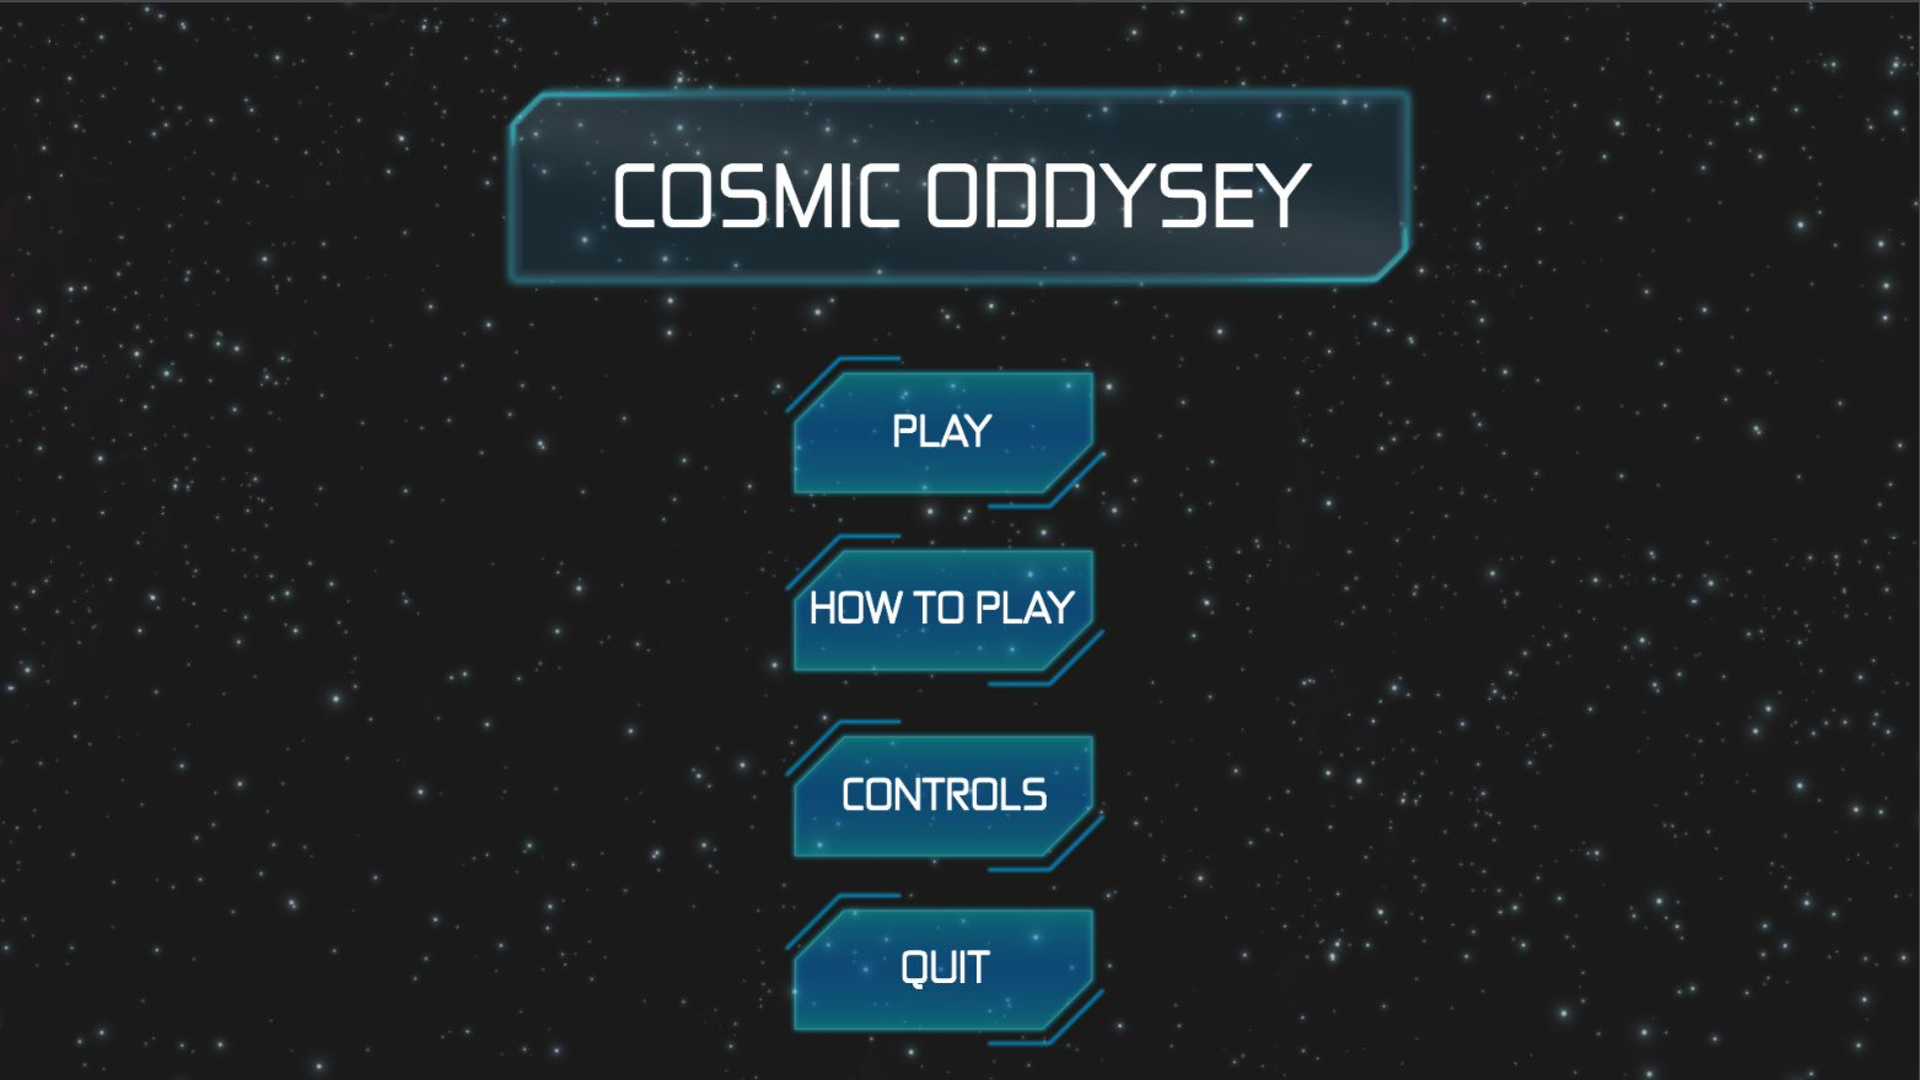 COSMIC ODDYSEY
PLAY
HOW TO PLAY
CONTROLS
QUIT